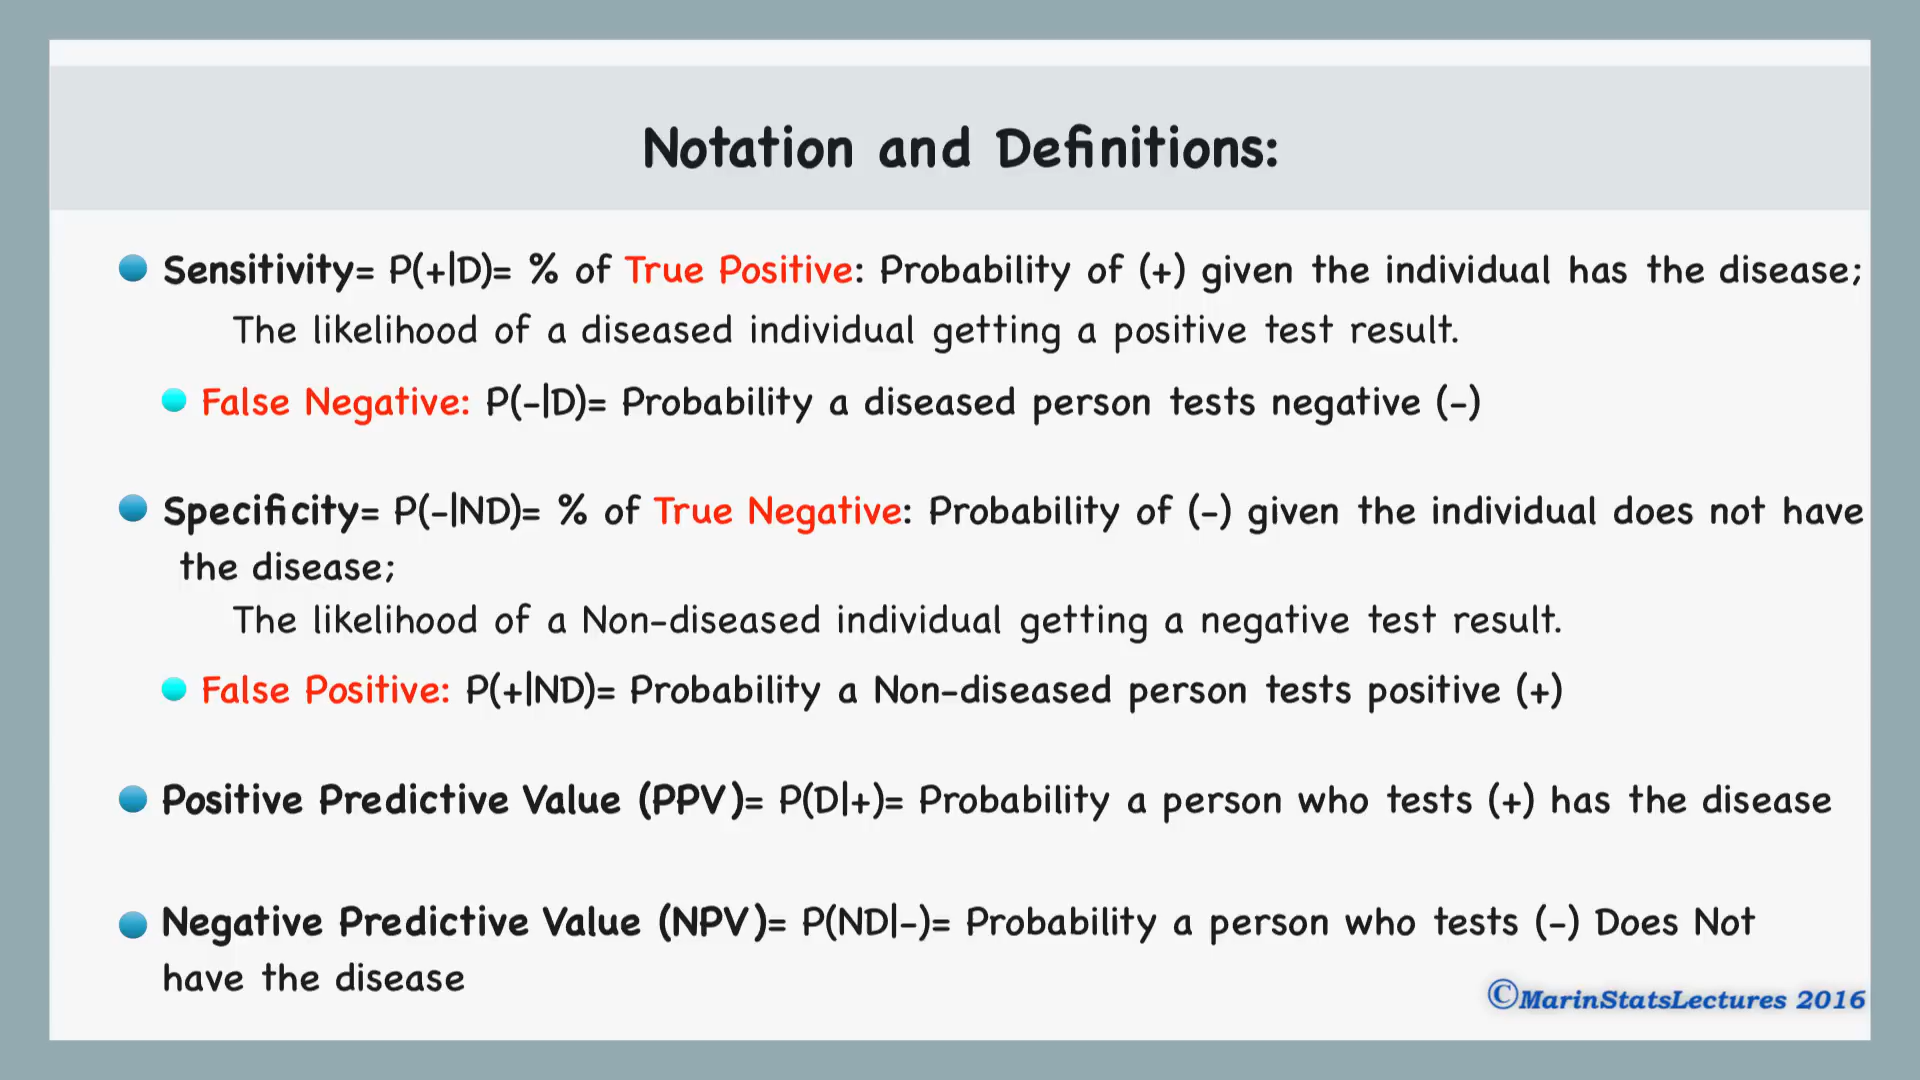 Notation and Definitions:
Sensitivity= P(+|D)= % of True Positive: Probability of (+) given the individual has the disease;
The likelihood of a diseased individual getting a positive test result.
False Negative: P(-|D)= Probability a diseased person tests negative (-)
Specificity= P(-|ND)= % of True Negative: Probability of (-) given the individual does not have
the disease;
The likelihood of a Non-diseased individual getting a negative test result.
False Positive: P(+|ND)= Probability a Non-diseased person tests positive (+)
Positive Predictive Value (PPV)= P(D|+)= Probability a person who tests (+) has the disease
Negative Predictive Value (NPV)= P(ND|-)= Probability a person who tests (-) Does Not
have the disease
©MarinStatsLectures 2016